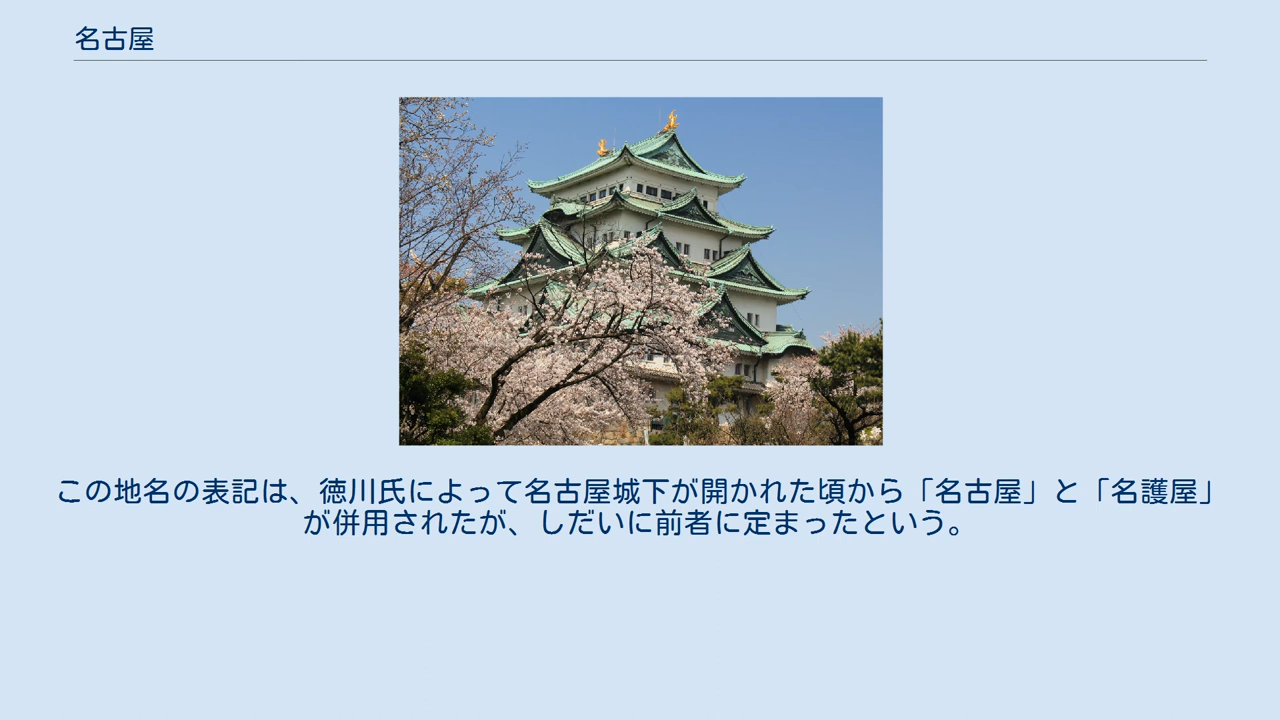 名古屋
この地名の表記は、徳川氏によって名古屋城下が開かれた頃から「名古屋」と「名護屋」
が併用されたが、しだいに前者に定まったという。